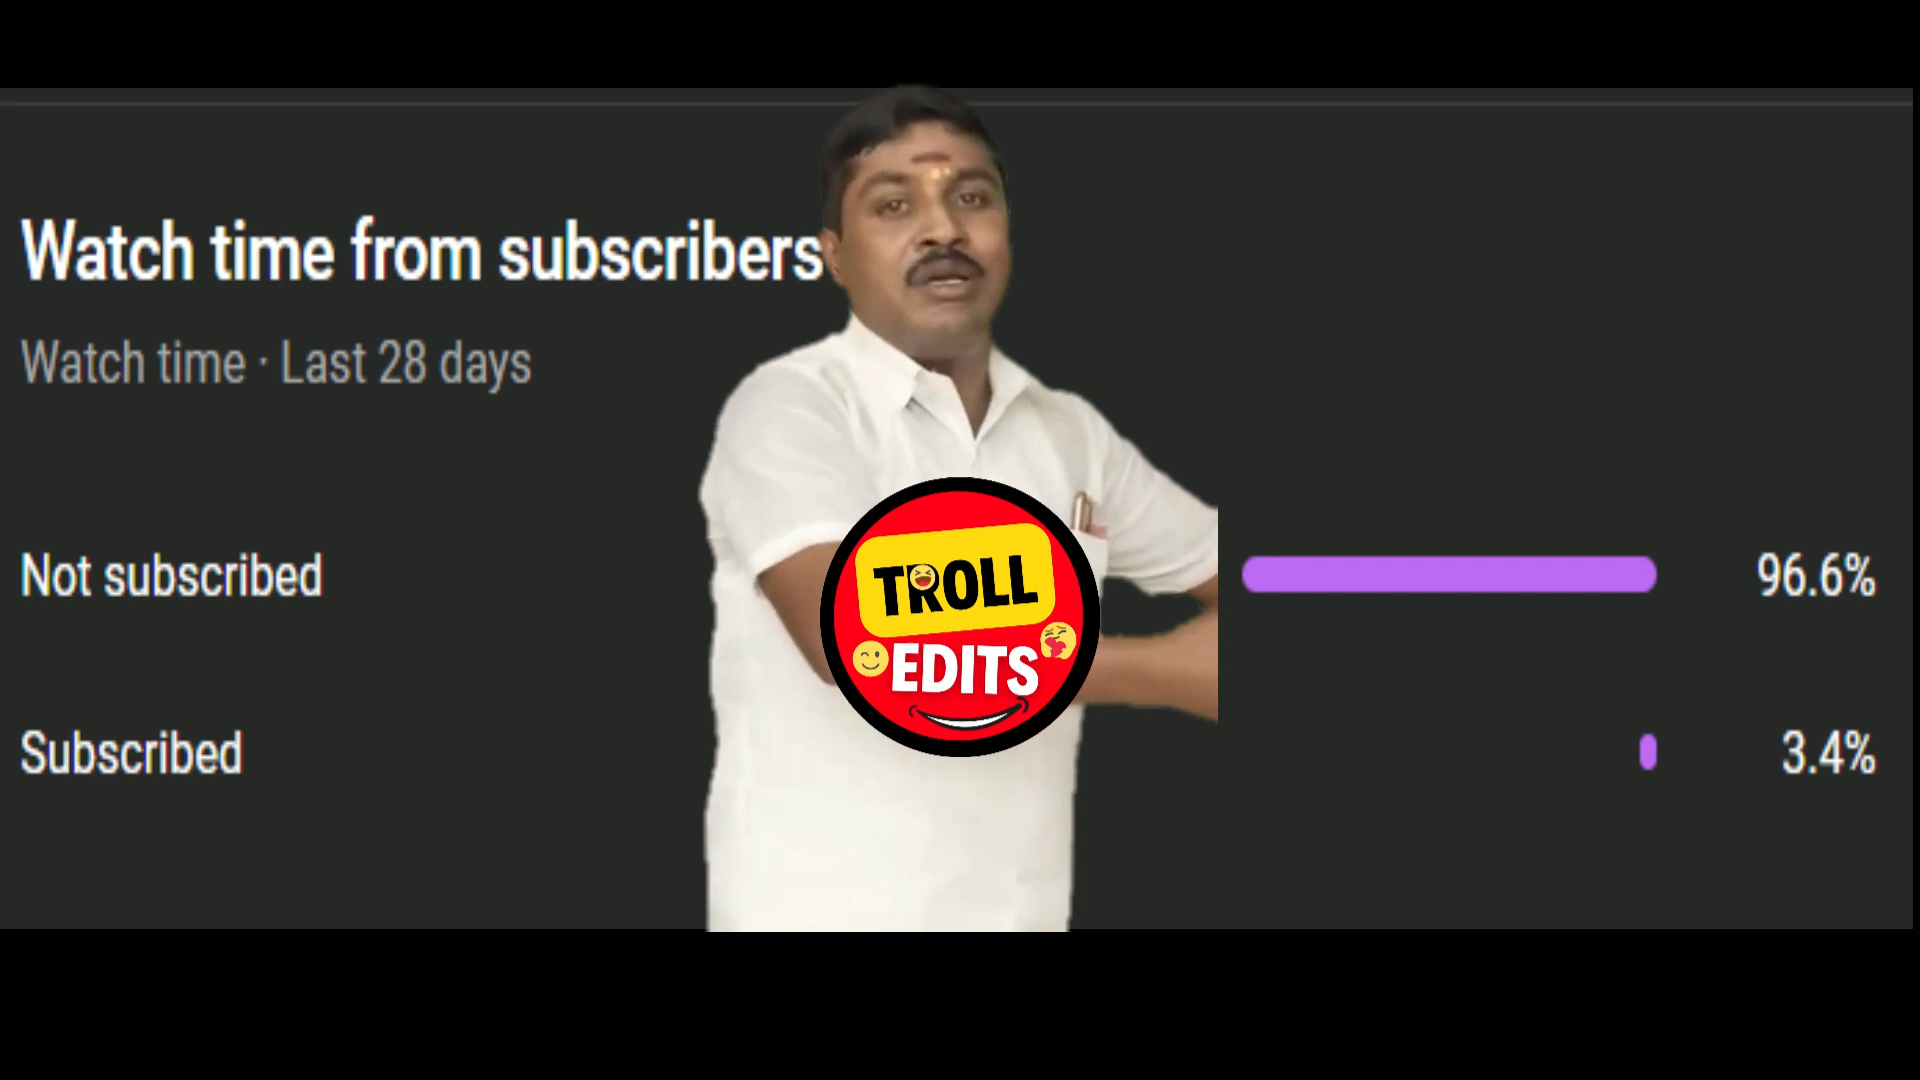 Watch time from subscribers
Watch time · Last 28 days
Not subscribed
96.6%
TROLL
EDITS
Subscribed
3.4%